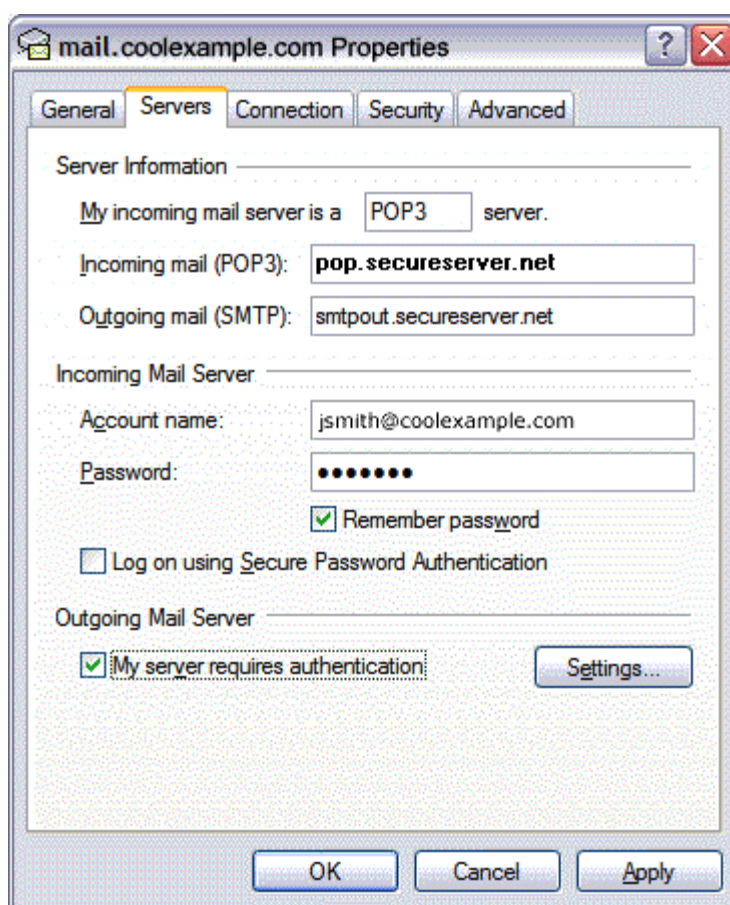 mail.coolexample.com Properties
General Servers Connection Security Advanced
Server Information
My incoming mail server is a POP3 server.
Incoming mail (POP3): pop.secureserver.net
Outgoing mail (SMTP): smtpout.secureserver.net
Incoming Mail Server
Account name: jsmith@coolexample.com
Password: •••••••
Remember password
Log on using Secure Password Authentication
Outgoing Mail Server
My server requires authentication Settings...
OK Cancel Apply